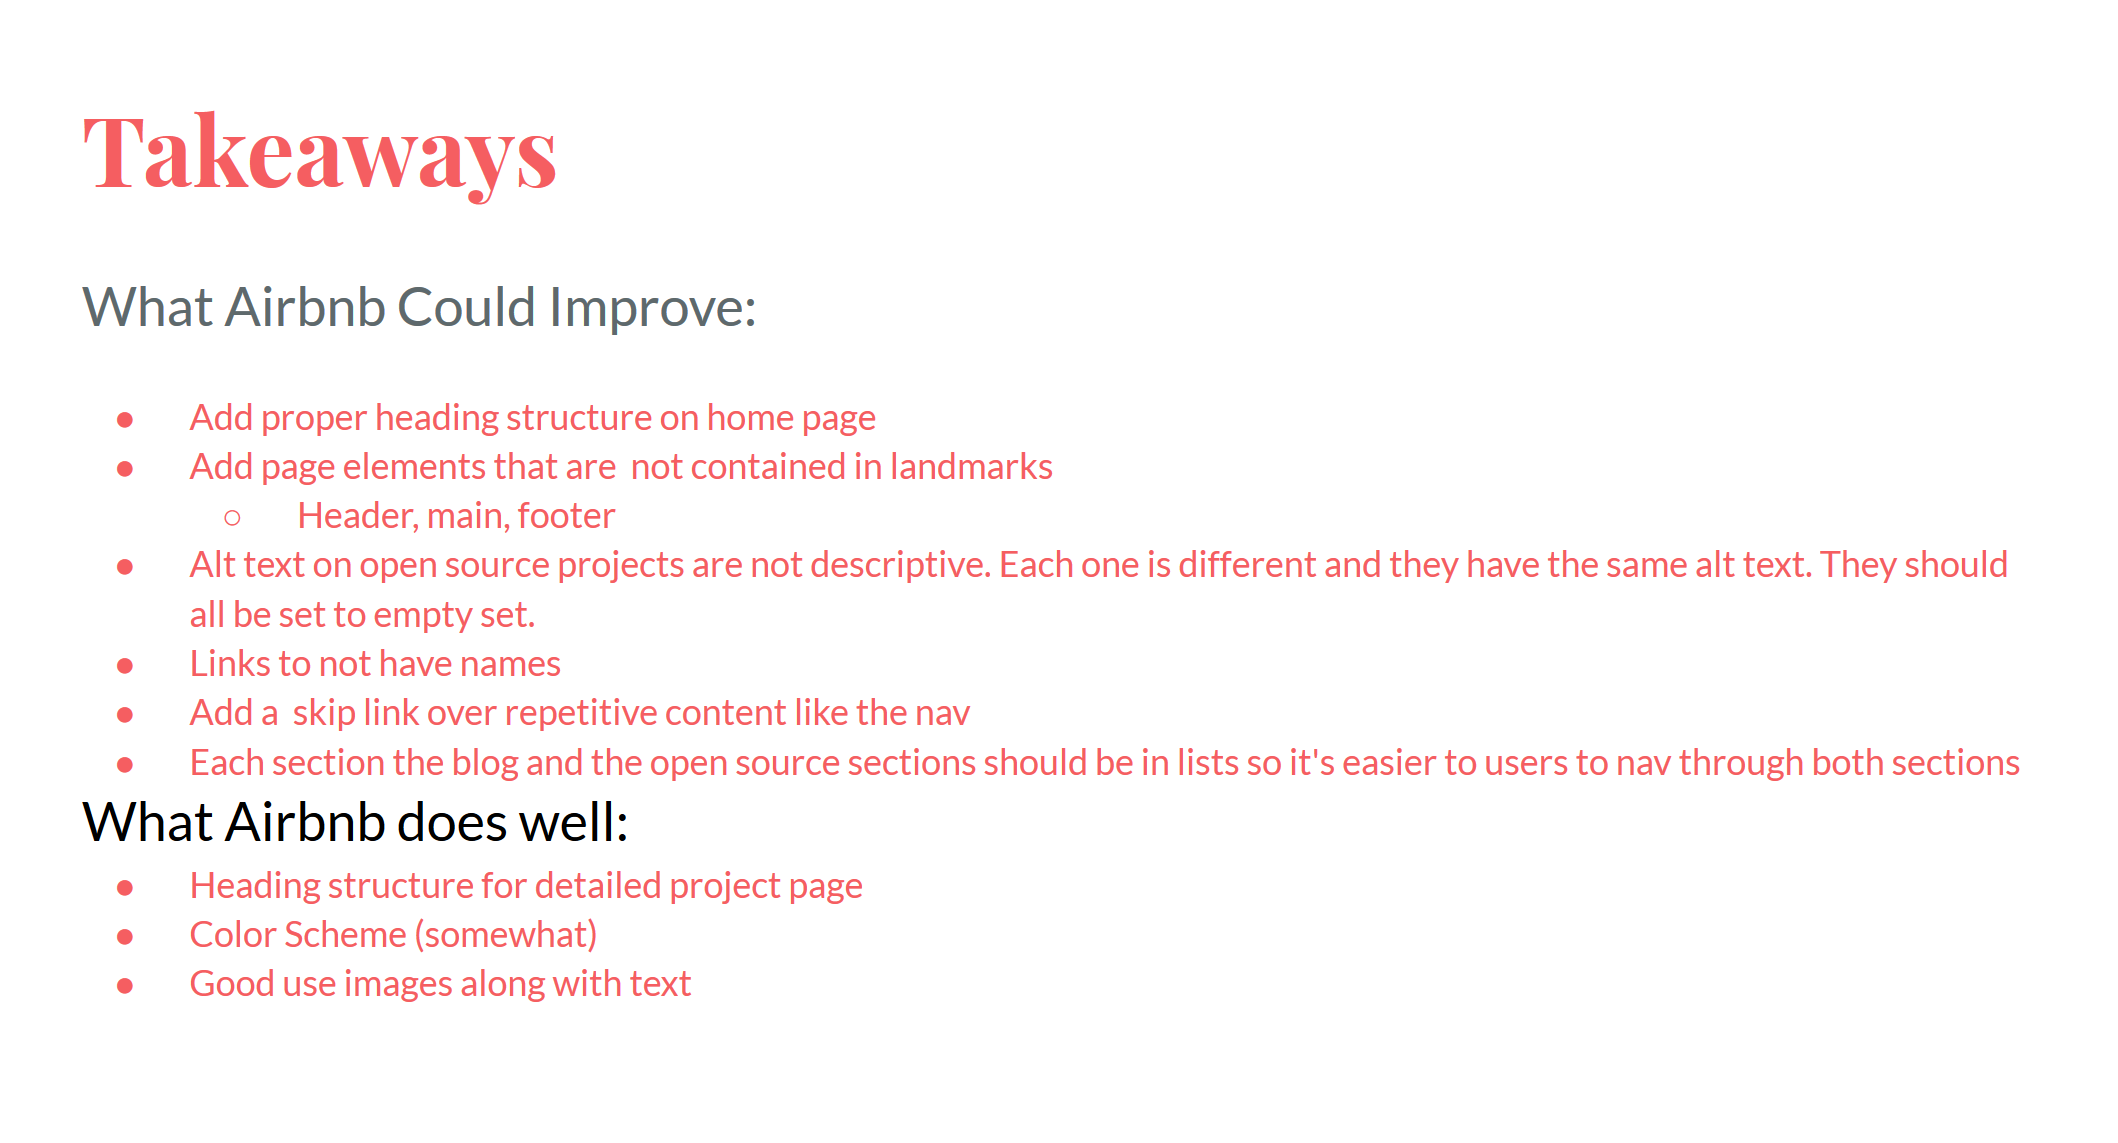 Takeaways
What Airbnb Could Improve:
● Add proper heading structure on home page
● Add page elements that are  not contained in landmarks
○ Header, main, footer
● Alt text on open source projects are not descriptive. Each one is different and they have the same alt text. They should
all be set to empty set.
● Links to not have names
● Add a  skip link over repetitive content like the nav
● Each section the blog and the open source sections should be in lists so it's easier to users to nav through both sections
What Airbnb does well:
● Heading structure for detailed project page
● Color Scheme (somewhat)
● Good use images along with text